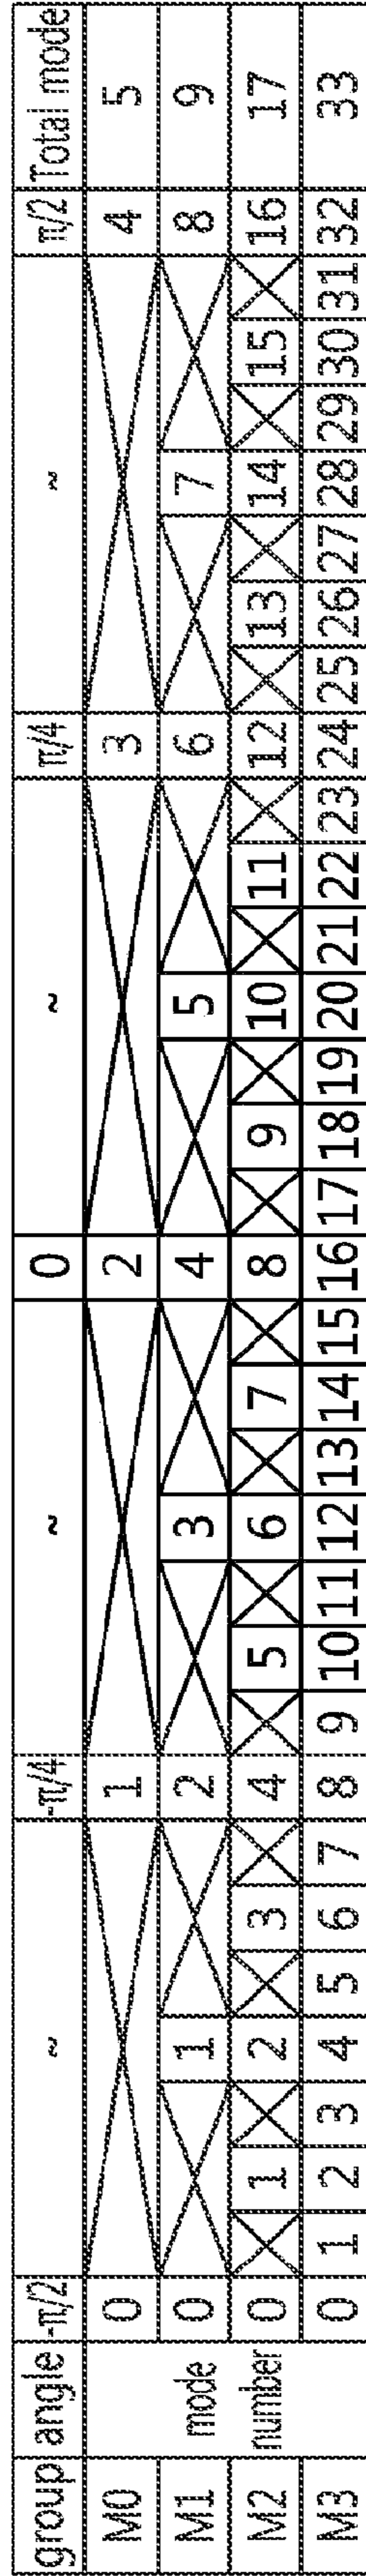 group angle -π/2 ~ -π/4 ~ 0 ~ π/4 ~ π/2 Total mode
M0 mode number 0 1 2 3 4 5
M1 0 1 2 3 4 5 6 7 8 9
M2 0 1 2 3 4 5 6 7 8 9 10 11 12 13 14 15 16 17
M3 0 1 2 3 4 5 6 7 8 9 10 11 12 13 14 15 16 17 18 19 20 21 22 23 24 25 26 27 28 29 30 31 32 33